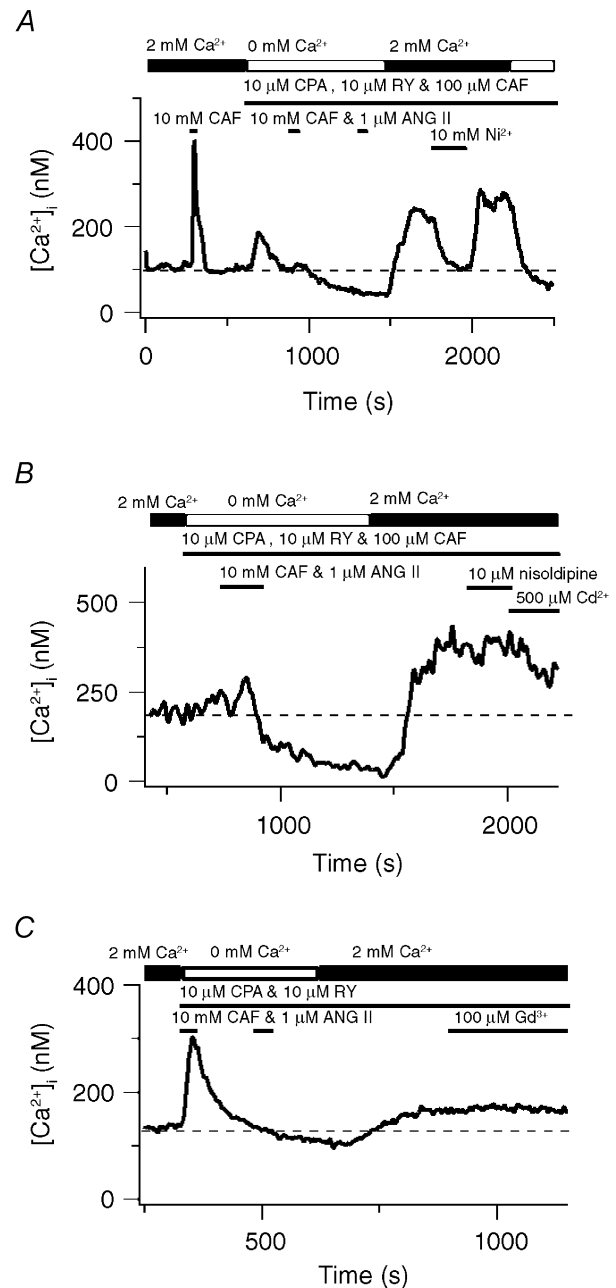 A
2 mM Ca²⁺ 0 mM Ca²⁺ 2 mM Ca²⁺
10 µM CPA , 10 µM RY & 100 µM CAF
10 mM CAF 10 mM CAF & 1 µM ANG II
10 mM Ni²⁺
400
200
0
[Ca²⁺]ᵢ (nM)
0 1000 2000
Time (s)
B
2 mM Ca²⁺ 0 mM Ca²⁺ 2 mM Ca²⁺
10 µM CPA , 10 µM RY & 100 µM CAF
10 mM CAF & 1 µM ANG II 10 µM nisoldipine
500 µM Cd²⁺
500
250
0
[Ca²⁺]ᵢ (nM)
1000 2000
Time (s)
C
2 mM Ca²⁺ 0 mM Ca²⁺ 2 mM Ca²⁺
10 µM CPA & 10 µM RY
10 mM CAF & 1 µM ANG II 100 µM Gd³⁺
400
200
0
[Ca²⁺]ᵢ (nM)
500 1000
Time (s)